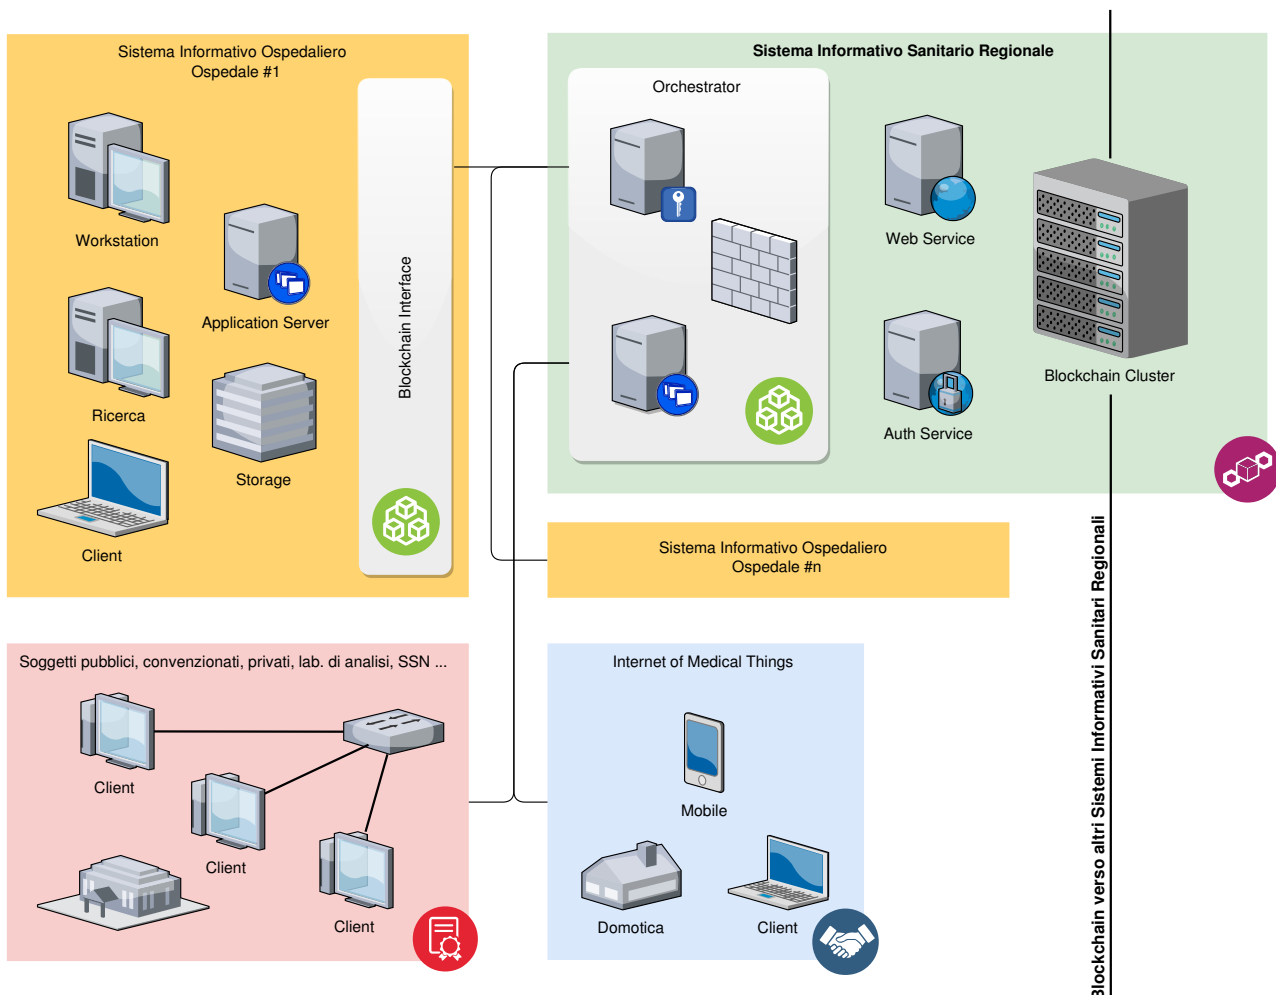 Sistema Informativo Ospedaliero
Ospedale #1
Workstation
Application Server
Ricerca
Storage
Client
Blockchain Interface
Sistema Informativo Sanitario Regionale
Orchestrator
Web Service
Auth Service
Blockchain Cluster
Sistema Informativo Ospedaliero
Ospedale #n
Blockchain verso altri Sistemi Informativi Sanitari Regionali
Soggetti pubblici, convenzionati, privati, lab. di analisi, SSN ...
Client
Client
Client
Internet of Medical Things
Mobile
Domotica
Client